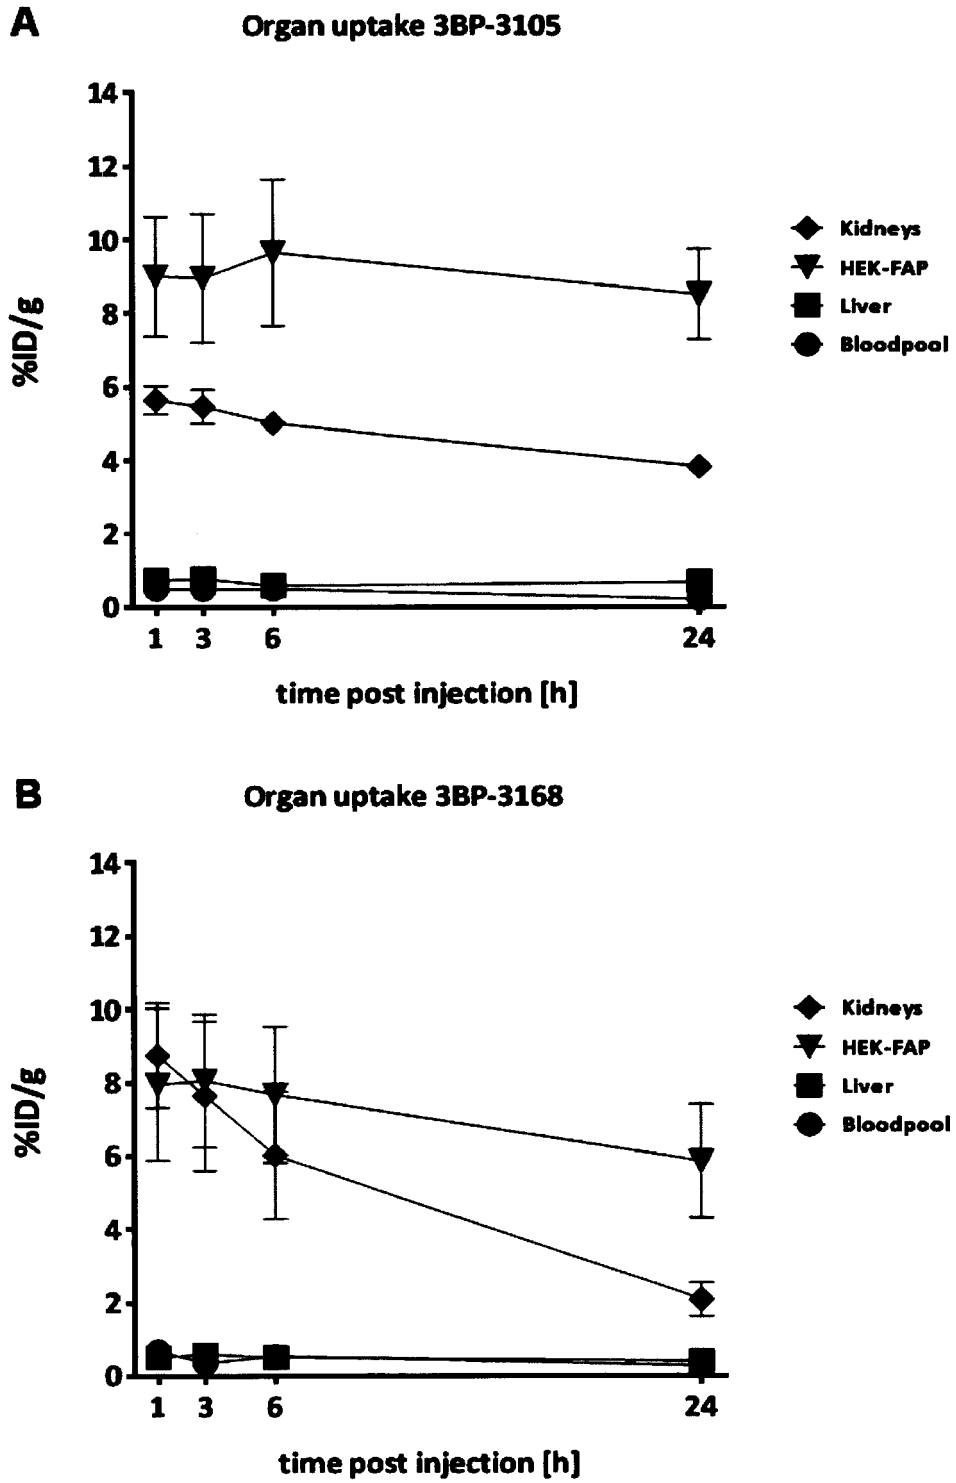 A
Organ uptake 3BP-3105
14
12
10
8
6
4
2
0
%ID/g
1 3 6 24
time post injection [h]
Kidneys
HEK-FAP
Liver
Bloodpool
B
Organ uptake 3BP-3168
14
12
10
8
6
4
2
0
%ID/g
1 3 6 24
time post injection [h]
Kidneys
HEK-FAP
Liver
Bloodpool